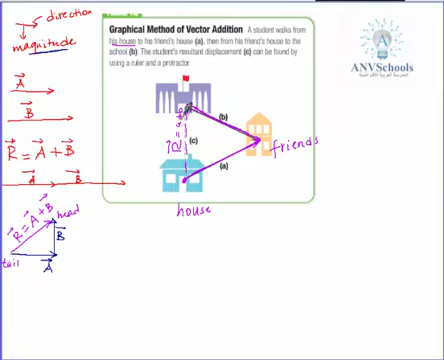 direction
magnitude
A
B
R = A + B
A B
R = A + B
head
B
tail
A
Graphical Method of Vector Addition A student walks from
his house to his friend's house (a), then from his friend's house to the
school (b). The student's resultant displacement (c) can be found by
using a ruler and a protractor
(b)
(c)
(a)
friends
house
ANVSchools